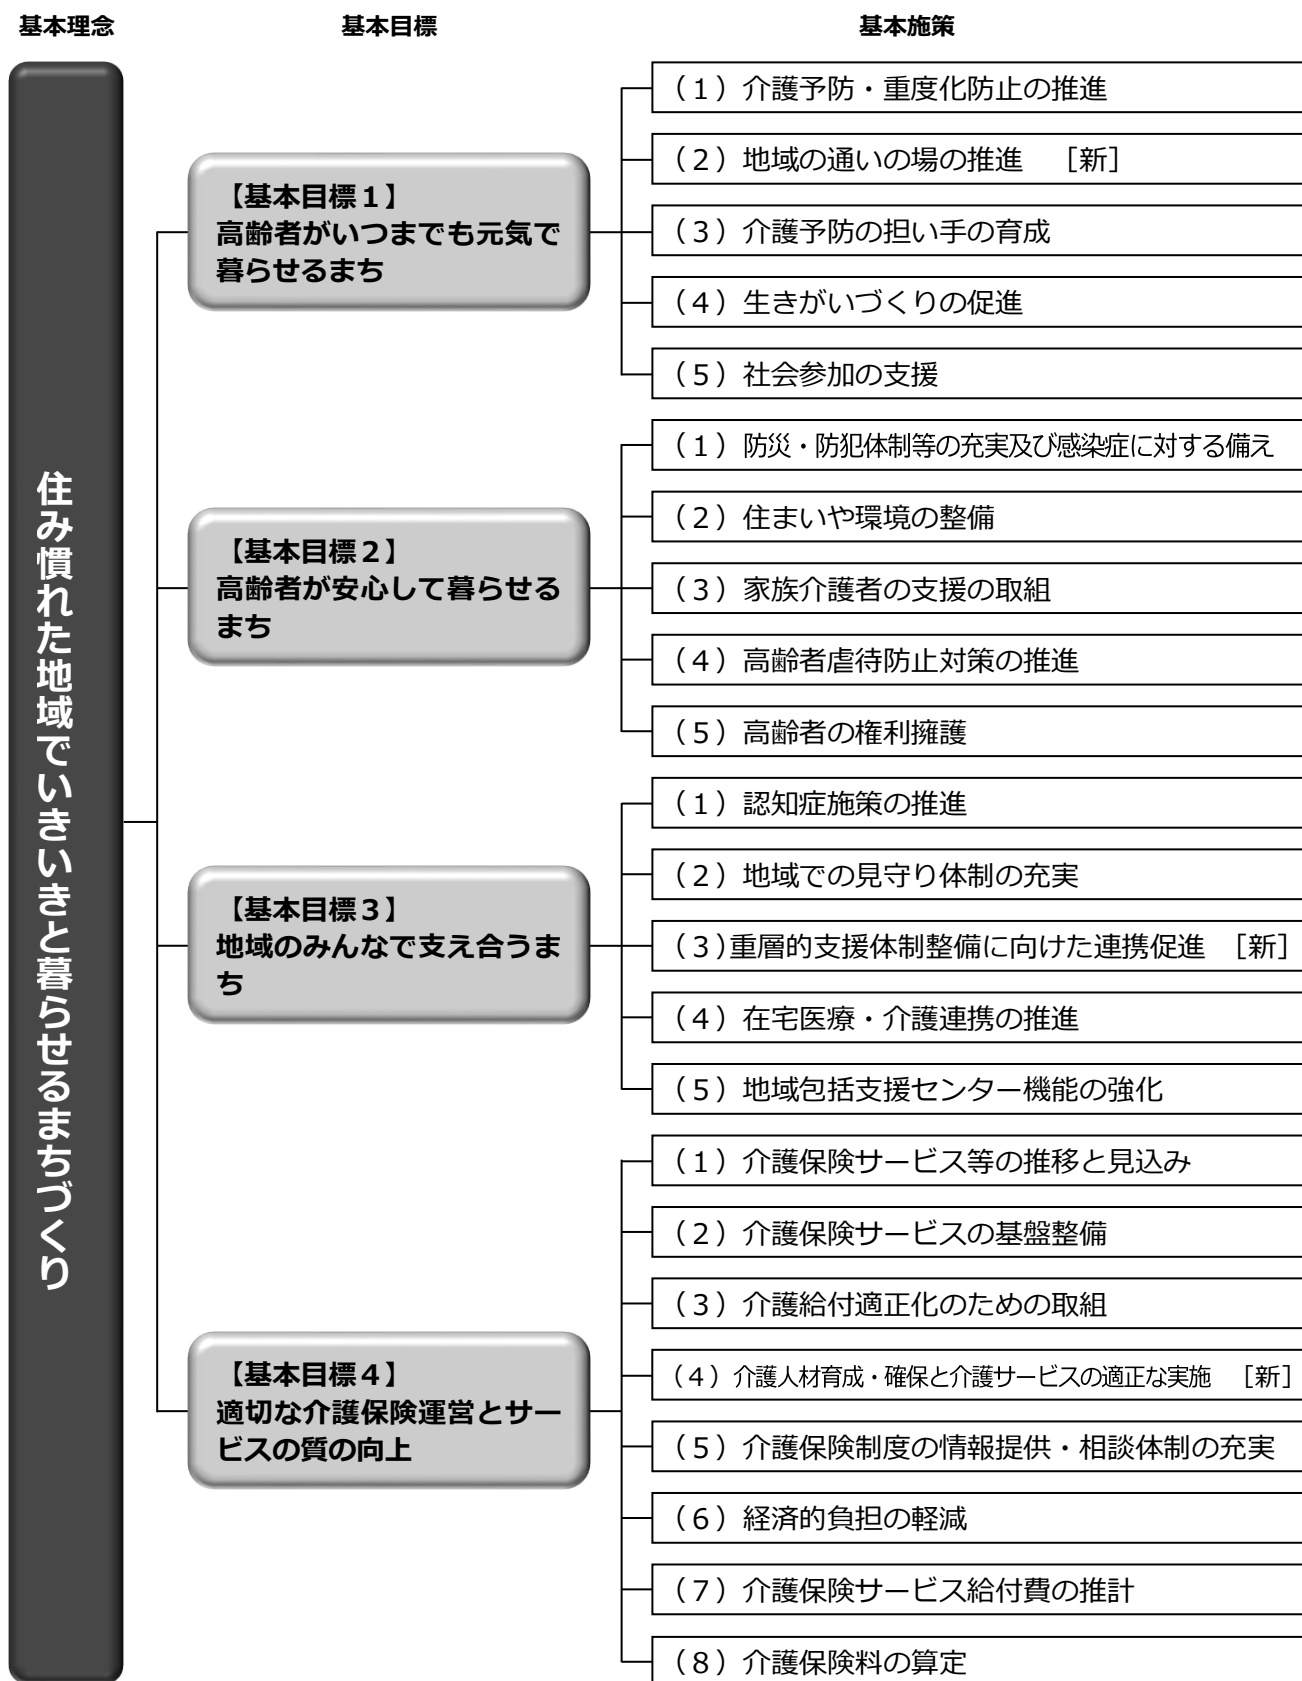 基本理念
基本目標
基本施策
住み慣れた地域でいきいきと暮らせるまちづくり
【基本目標１】
高齢者がいつまでも元気で
暮らせるまち
（１）介護予防・重度化防止の推進
（２）地域の通いの場の推進　［新］
（３）介護予防の担い手の育成
（４）生きがいづくりの促進
（５）社会参加の支援
【基本目標２】
高齢者が安心して暮らせる
まち
（１）防災・防犯体制等の充実及び感染症に対する備え
（２）住まいや環境の整備
（３）家族介護者の支援の取組
（４）高齢者虐待防止対策の推進
（５）高齢者の権利擁護
【基本目標３】
地域のみんなで支え合うま
ち
（１）認知症施策の推進
（２）地域での見守り体制の充実
（３）重層的支援体制整備に向けた連携促進　［新］
（４）在宅医療・介護連携の推進
（５）地域包括支援センター機能の強化
【基本目標４】
適切な介護保険運営とサー
ビスの質の向上
（１）介護保険サービス等の推移と見込み
（２）介護保険サービスの基盤整備
（３）介護給付適正化のための取組
（４）介護人材育成・確保と介護サービスの適正な実施　［新］
（５）介護保険制度の情報提供・相談体制の充実
（６）経済的負担の軽減
（７）介護保険サービス給付費の推計
（８）介護保険料の算定